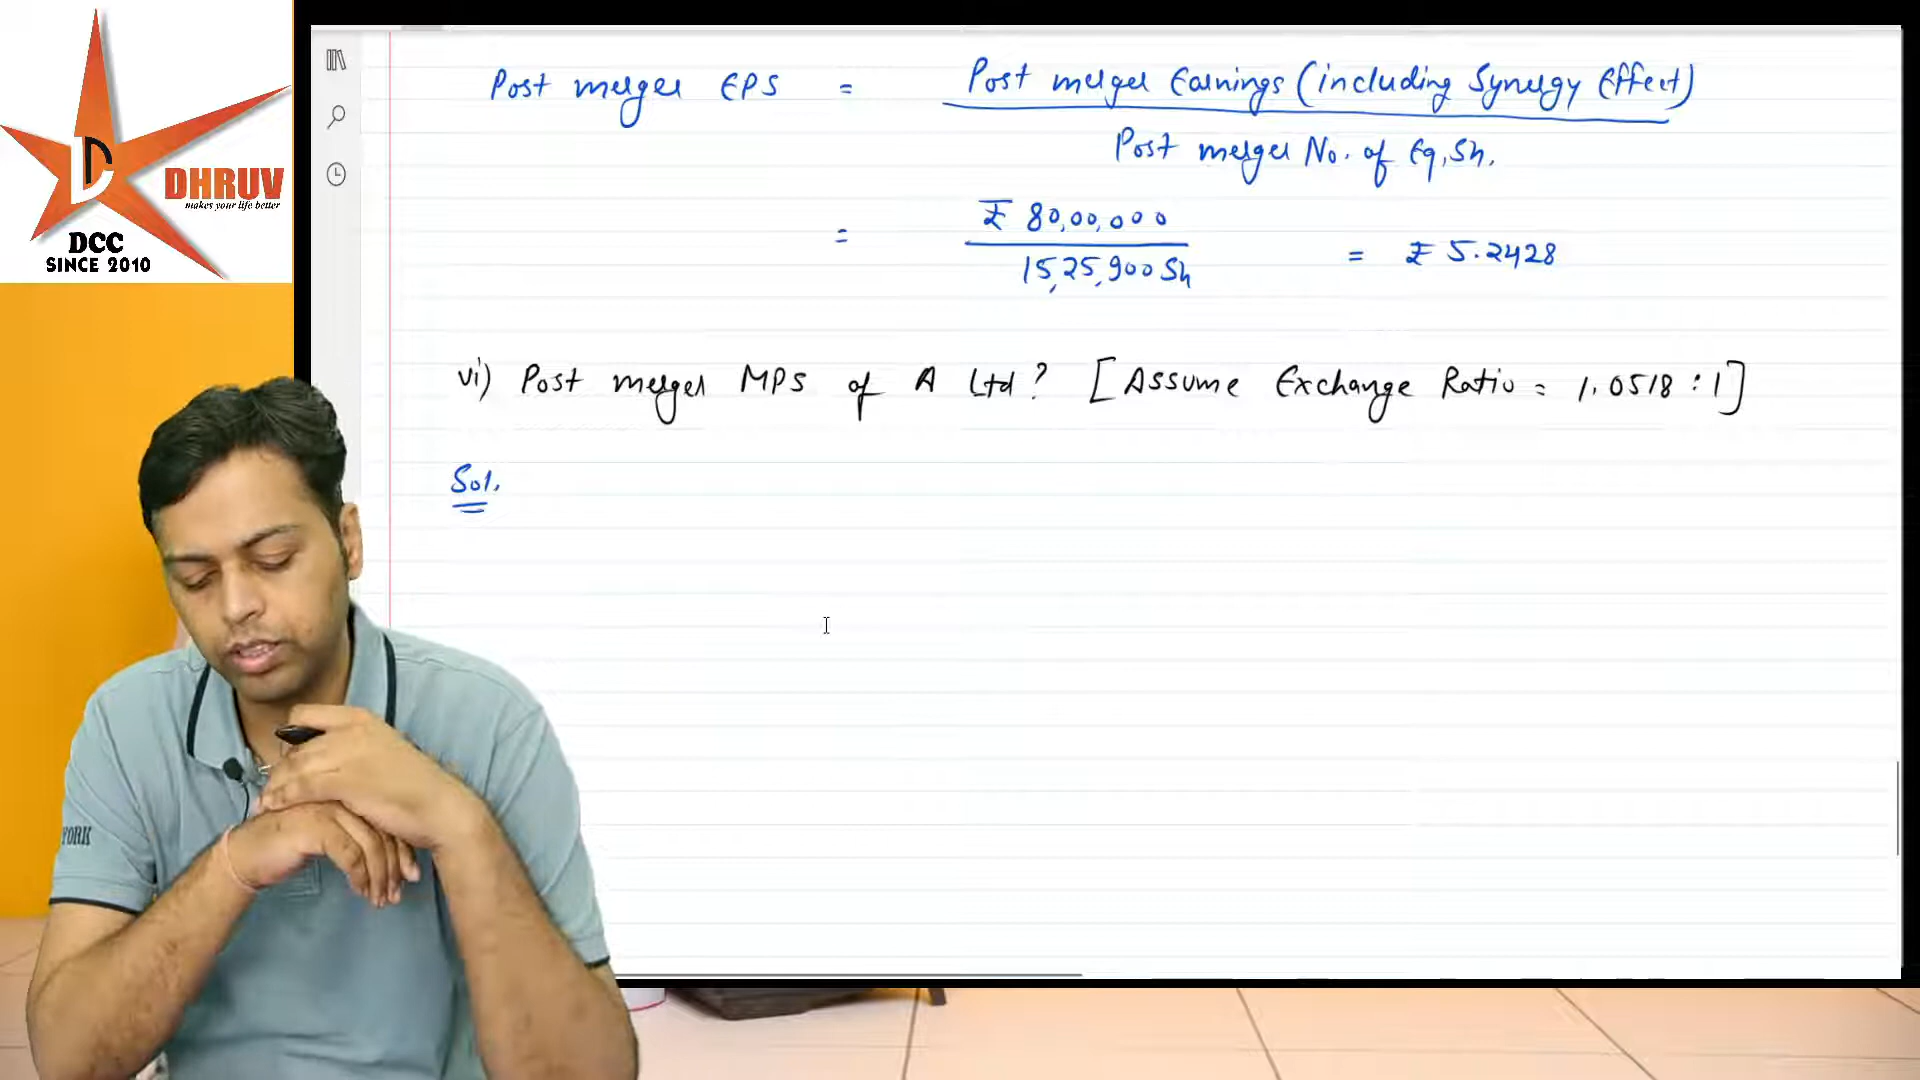 DHRUV
makes your life better
DCC
SINCE 2010
Post merger EPS = Post merger Earnings (including Synergy Effect)
Post merger No. of Eq. Sh.
= ₹ 80,00,000
15,25,900 Sh
= ₹ 5.2428
vi) Post merger MPS of A Ltd? [Assume Exchange Ratio = 1.0518 : 1]
Sol.
YORK